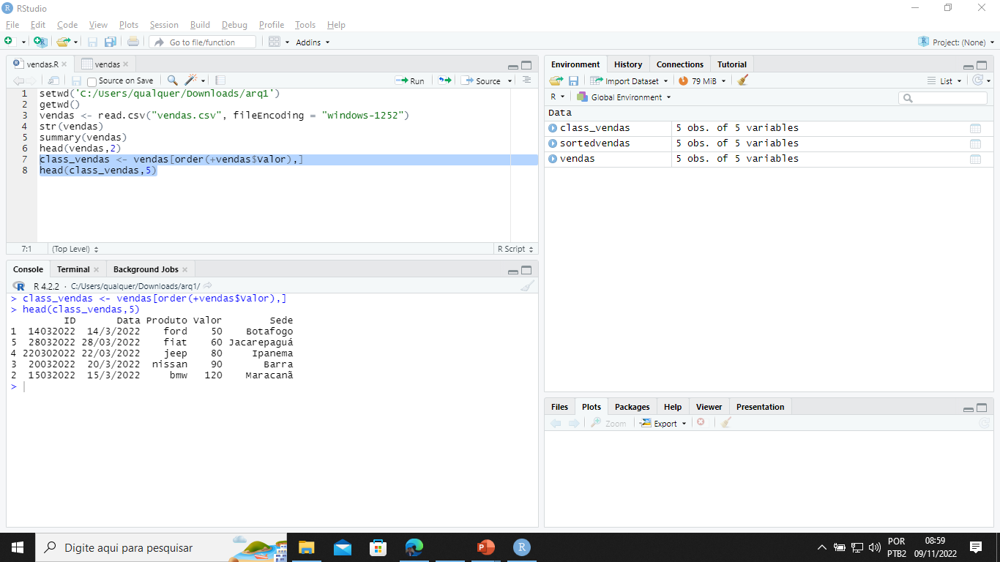 RStudio
File Edit Code View Plots Session Build Debug Profile Tools Help
Go to file/function Addins Project: (None)
vendas.R vendas
Source on Save Run Source
1 setwd('C:/Users/qualquer/Downloads/arq1')
2 getwd()
3 vendas <- read.csv("vendas.csv", fileEncoding = "windows-1252")
4 str(vendas)
5 summary(vendas)
6 head(vendas,2)
7 class_vendas <- vendas[order(+vendas$Valor),]
8 head(class_vendas,5)
7:1 (Top Level) R Script
Console Terminal Background Jobs
R 4.2.2 · C:/Users/qualquer/Downloads/arq1/
> class_vendas <- vendas[order(+vendas$Valor),]
> head(class_vendas,5)
ID Data Produto Valor Sede
1 14032022 14/3/2022 ford 50 Botafogo
5 28032022 28/03/2022 fiat 60 Jacarepaguá
4 220302022 22/03/2022 jeep 80 Ipanema
3 20032022 20/3/2022 nissan 90 Barra
2 15032022 15/3/2022 bmw 120 Maracanã
>
Environment History Connections Tutorial
Import Dataset 79 MiB List
R Global Environment
Data
class_vendas 5 obs. of 5 variables
sortedvendas 5 obs. of 5 variables
vendas 5 obs. of 5 variables
Files Plots Packages Help Viewer Presentation
Zoom Export
Digite aqui para pesquisar
POR
PTB2
08:59
09/11/2022